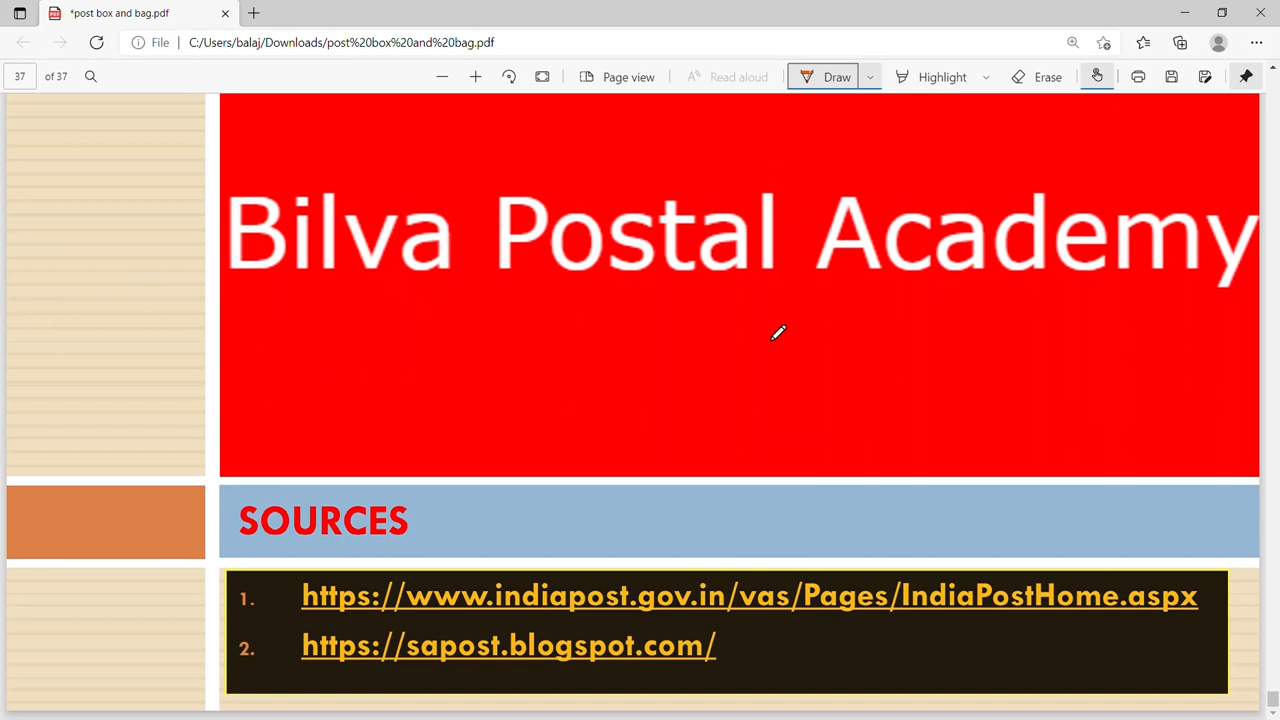 *post box and bag.pdf
File C:/Users/balaj/Downloads/post%20box%20and%20bag.pdf
37 of 37 Page view Read aloud Draw Highlight Erase
Bilva Postal Academy
SOURCES
1. https://www.indiapost.gov.in/vas/Pages/IndiaPostHome.aspx
2. https://sapost.blogspot.com/